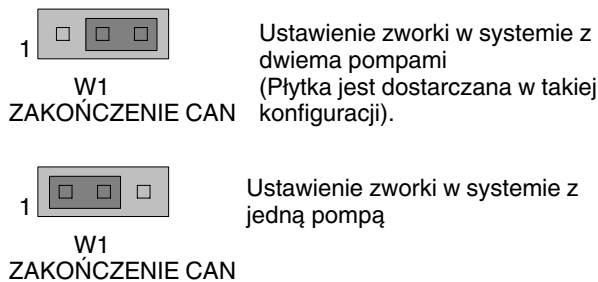 Ustawienie zworki w systemie z
dwiema pompami
(Płytka jest dostarczana w takiej
konfiguracji).
1
W1
ZAKOŃCZENIE CAN
Ustawienie zworki w systemie z
jedną pompą
1
W1
ZAKOŃCZENIE CAN